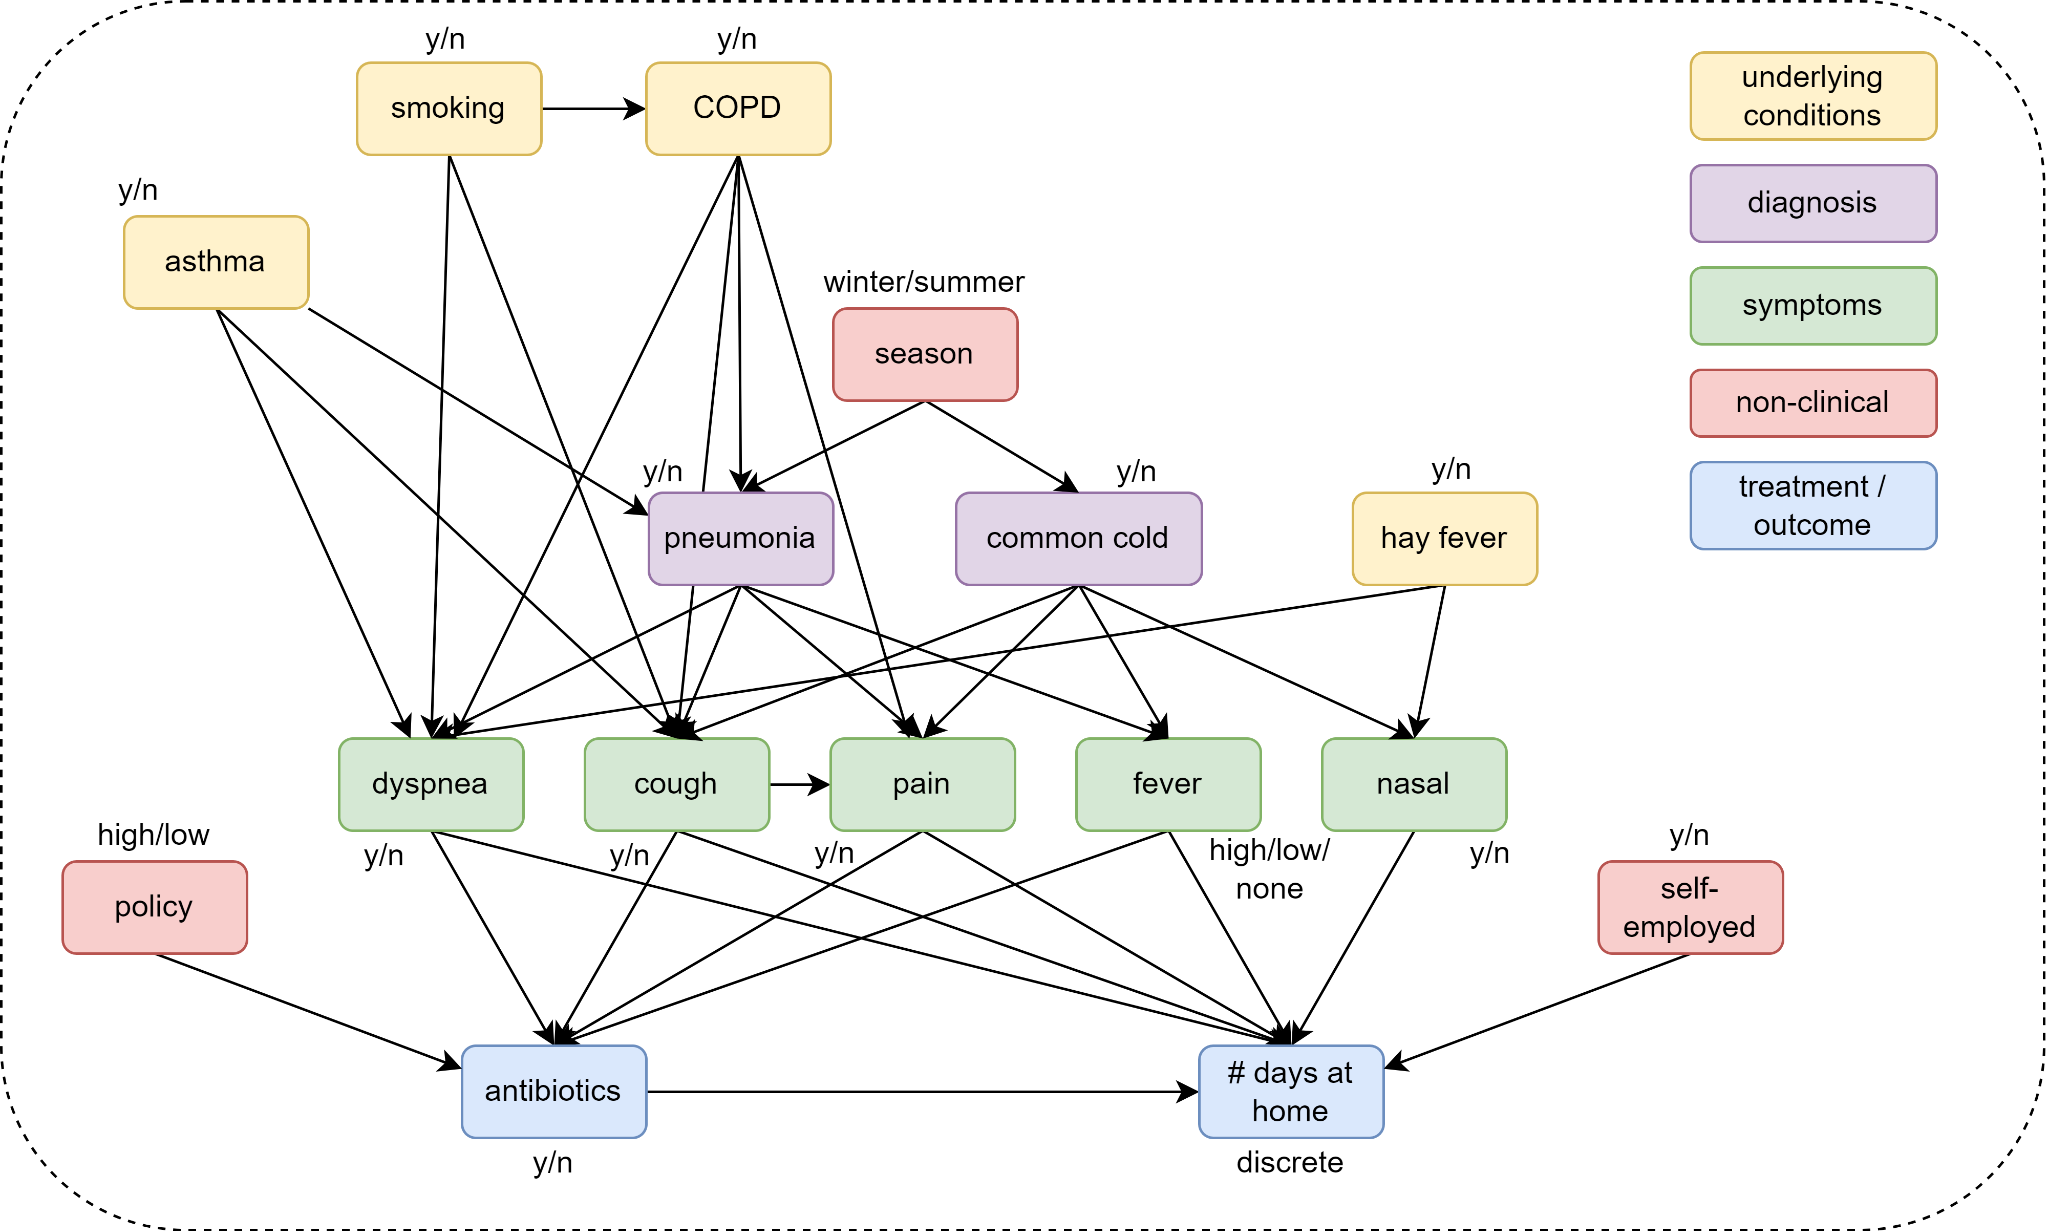 y/n
y/n
smoking
COPD
underlying
conditions
y/n
diagnosis
asthma
winter/summer
symptoms
season
non-clinical
y/n
y/n
y/n
treatment /
outcome
pneumonia
common cold
hay fever
dyspnea
cough
pain
fever
nasal
high/low
y/n
y/n
y/n
y/n
high/low/
none
y/n
policy
self-
employed
antibiotics
# days at
home
y/n
discrete